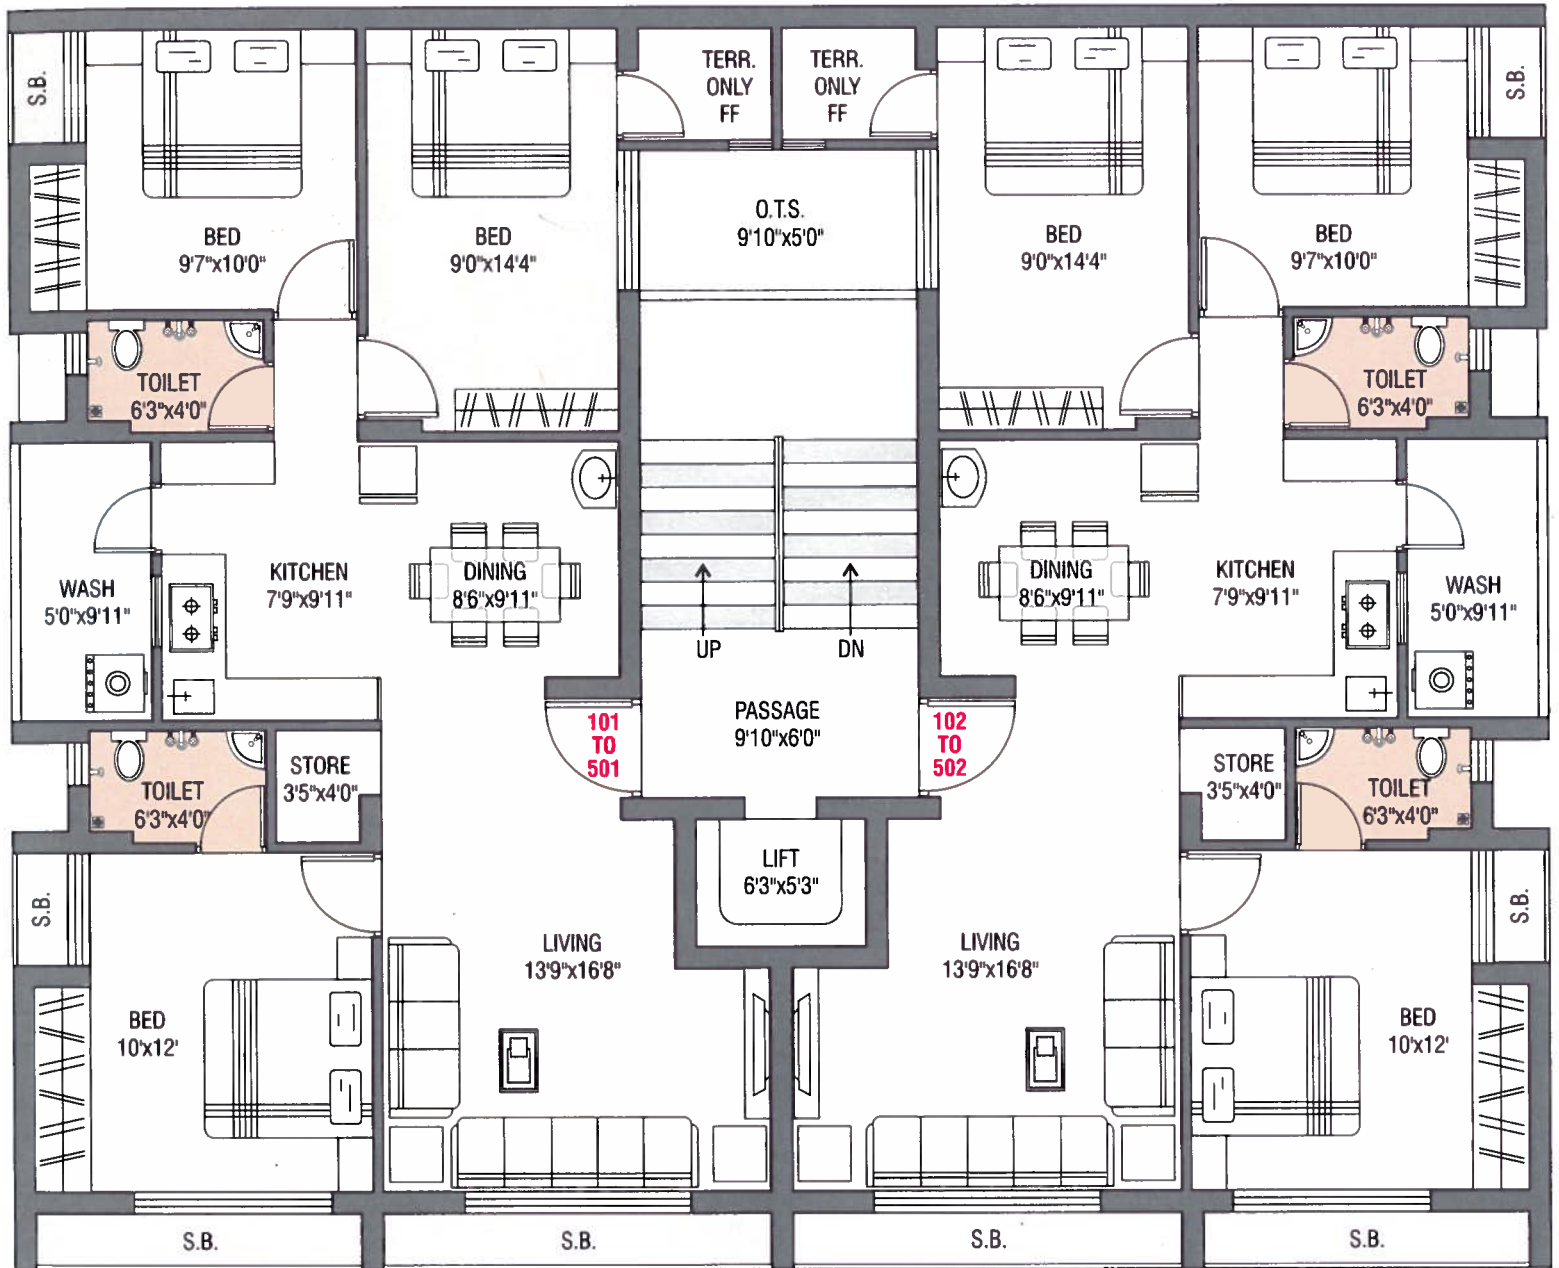 S.B.
TERR.
ONLY
FF
TERR.
ONLY
FF
S.B.
BED
9'7"x10'0"
BED
9'0"x14'4"
O.T.S.
9'10"x5'0"
BED
9'0"x14'4"
BED
9'7"x10'0"
TOILET
6'3"x4'0"
TOILET
6'3"x4'0"
WASH
5'0"x9'11"
KITCHEN
7'9"x9'11"
DINING
8'6"x9'11"
UP
DN
DINING
8'6"x9'11"
KITCHEN
7'9"x9'11"
WASH
5'0"x9'11"
101
TO
501
PASSAGE
9'10"x6'0"
102
TO
502
TOILET
6'3"x4'0"
STORE
3'5"x4'0"
STORE
3'5"x4'0"
TOILET
6'3"x4'0"
LIFT
6'3"x5'3"
S.B.
S.B.
LIVING
13'9"x16'8"
LIVING
13'9"x16'8"
BED
10'x12'
BED
10'x12'
S.B.
S.B.
S.B.
S.B.